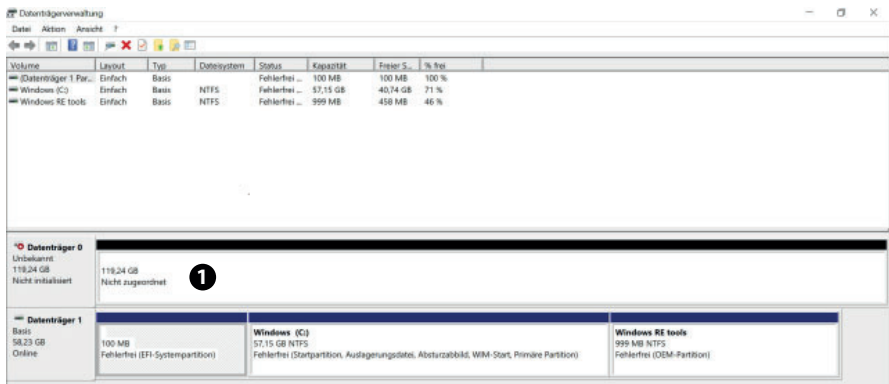 Datenträgerverwaltung
Datei Aktion Ansicht ?
Volume Layout Typ Dateisystem Status Kapazität Freier S... % frei
(Datenträger 1 Par... Einfach Basis Fehlerfrei ... 100 MB 100 MB 100 %
Windows (C:) Einfach Basis NTFS Fehlerfrei ... 57,15 GB 40,74 GB 71 %
Windows RE tools Einfach Basis NTFS Fehlerfrei ... 999 MB 458 MB 46 %
Datenträger 0
Unbekannt
119,24 GB
Nicht initialisiert
119,24 GB
Nicht zugeordnet
1
Datenträger 1
Basis
58,23 GB
Online
100 MB
Fehlerfrei (EFI-Systempartition)
Windows (C:)
57,15 GB NTFS
Fehlerfrei (Startpartition, Auslagerungsdatei, Absturzabbild, WIM-Start, Primäre Partition)
Windows RE tools
999 MB NTFS
Fehlerfrei (OEM-Partition)